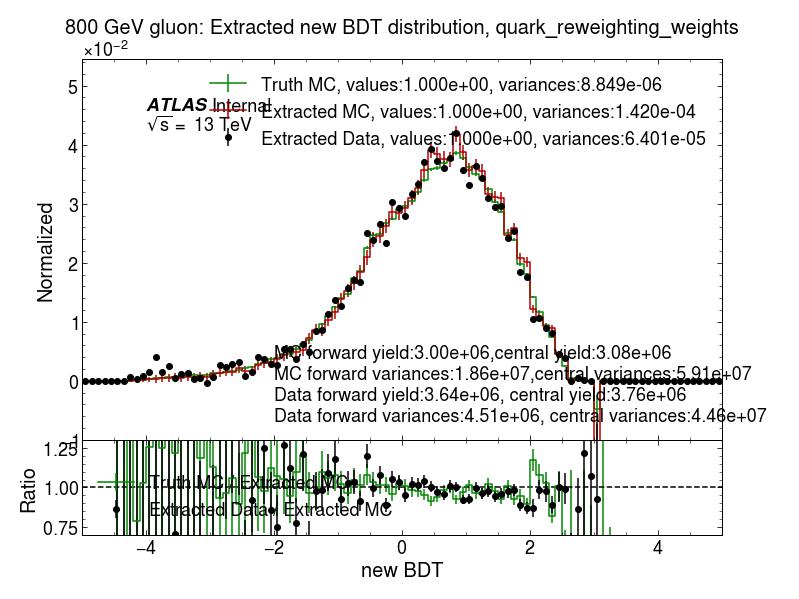 800 GeV gluon: Extracted new BDT distribution, quark_reweighting_weights
×10⁻²
Truth MC, values:1.000e+00, variances:8.849e-06
ATLAS Internal
Extracted MC, values:1.000e+00, variances:1.420e-04
√s = 13 TeV
Extracted Data, values:1.000e+00, variances:6.401e-05
5
4
3
2
1
0
Normalized
MC forward yield:3.00e+06,central yield:3.08e+06
MC forward variances:1.86e+07,central variances:5.91e+07
Data forward yield:3.64e+06, central yield:3.76e+06
Data forward variances:4.51e+06, central variances:4.46e+07
1.25
1.00
0.75
Ratio
Truth MC / Extracted MC
Extracted Data / Extracted MC
−4 −2 0 2 4
new BDT